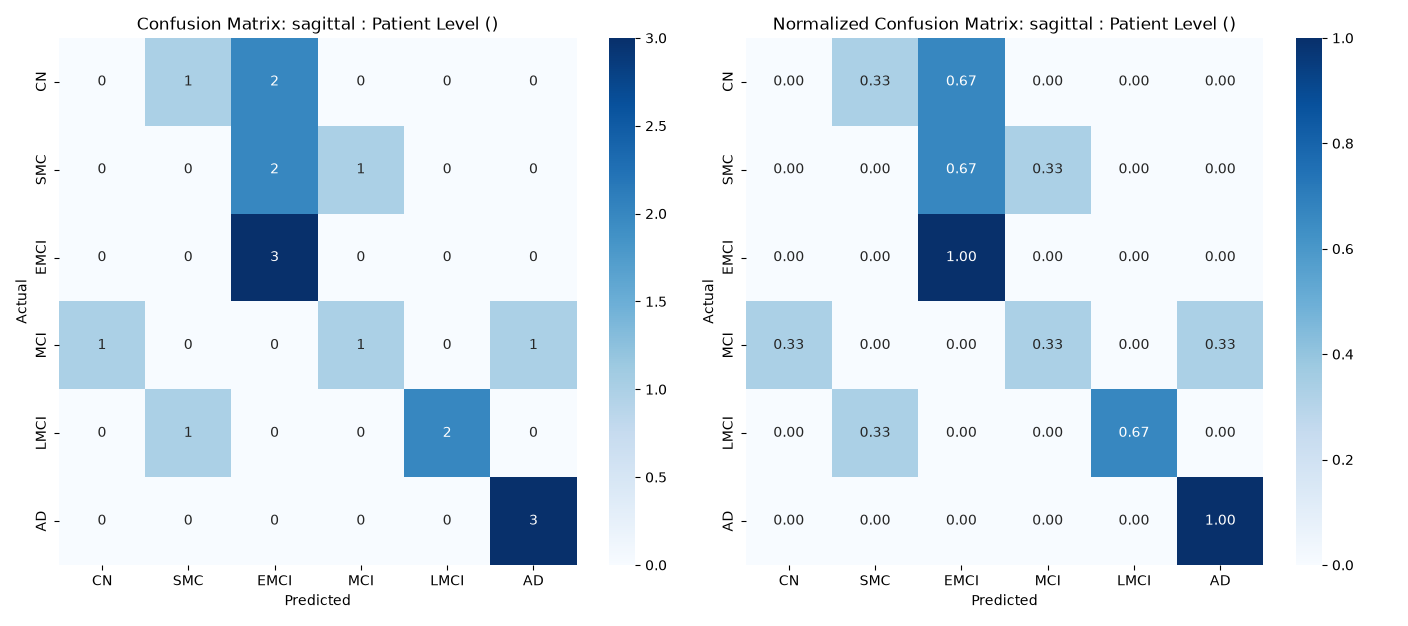 Confusion Matrix: sagittal : Patient Level ()
Actual
CN 0 1 2 0 0 0
SMC 0 0 2 1 0 0
EMCI 0 0 3 0 0 0
MCI 1 0 0 1 0 1
LMCI 0 1 0 0 2 0
AD 0 0 0 0 0 3
CN SMC EMCI MCI LMCI AD
Predicted
3.0
2.5
2.0
1.5
1.0
0.5
0.0
Normalized Confusion Matrix: sagittal : Patient Level ()
Actual
CN 0.00 0.33 0.67 0.00 0.00 0.00
SMC 0.00 0.00 0.67 0.33 0.00 0.00
EMCI 0.00 0.00 1.00 0.00 0.00 0.00
MCI 0.33 0.00 0.00 0.33 0.00 0.33
LMCI 0.00 0.33 0.00 0.00 0.67 0.00
AD 0.00 0.00 0.00 0.00 0.00 1.00
CN SMC EMCI MCI LMCI AD
Predicted
1.0
0.8
0.6
0.4
0.2
0.0